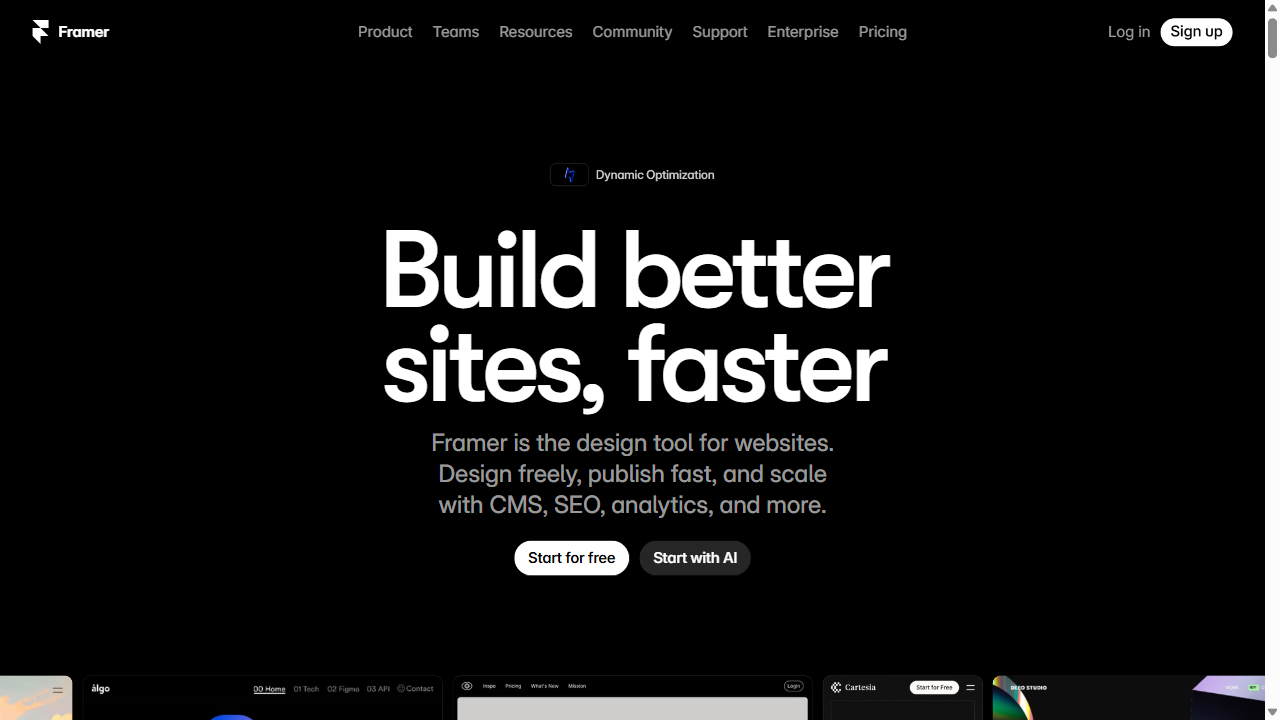 Framer
Product Teams Resources Community Support Enterprise Pricing
Log in Sign up
Dynamic Optimization
Build better
sites, faster
Framer is the design tool for websites.
Design freely, publish fast, and scale
with CMS, SEO, analytics, and more.
Start for free Start with AI
álgo 00 Home 01 Tech 02 Figma 03 API Contact
Inspo Pricing What's New Mission Login
Cartesia Start for Free
DECO STUDIO WORK